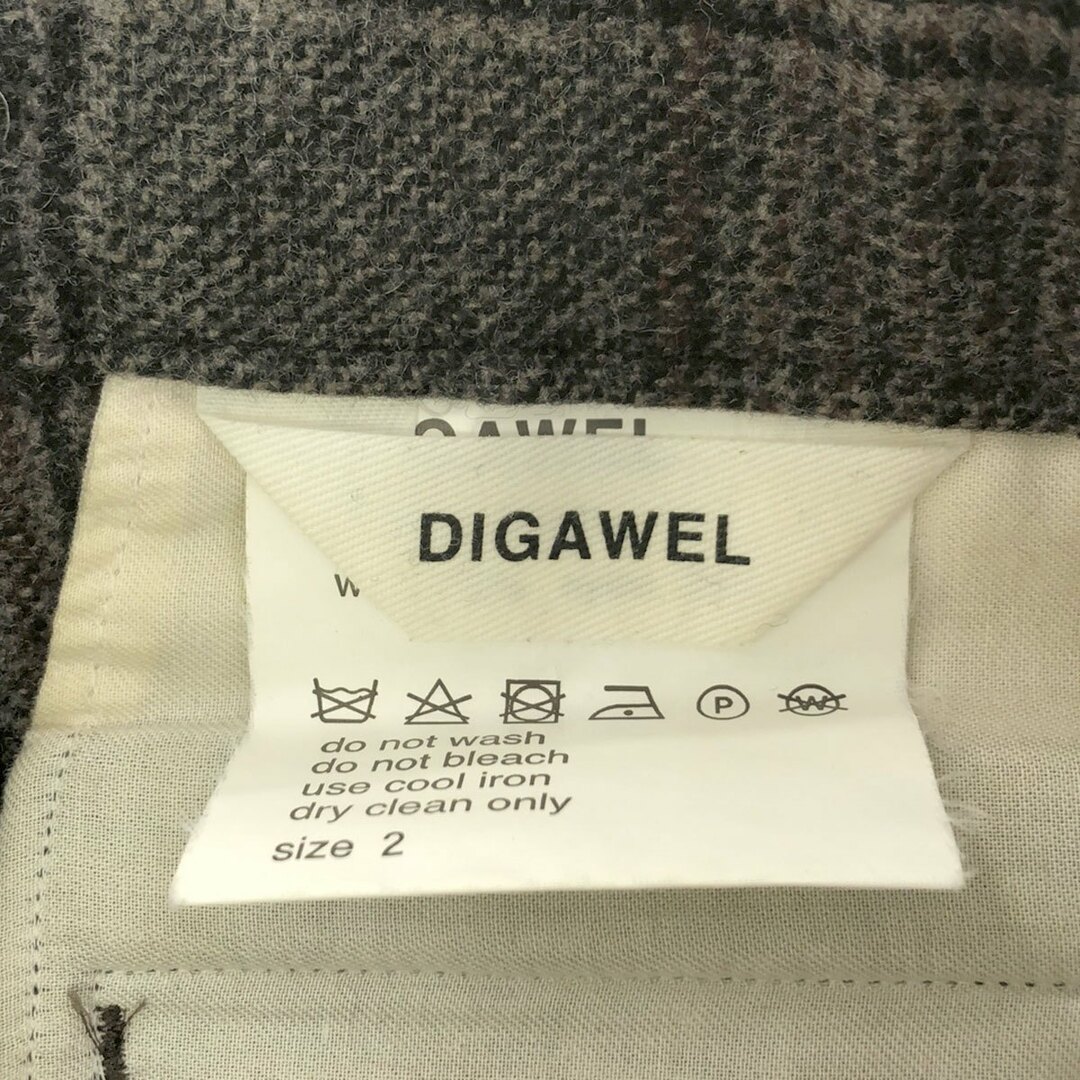 DIGAWEL
W
P
W
do not wash
do not bleach
use cool iron
dry clean only
size 2